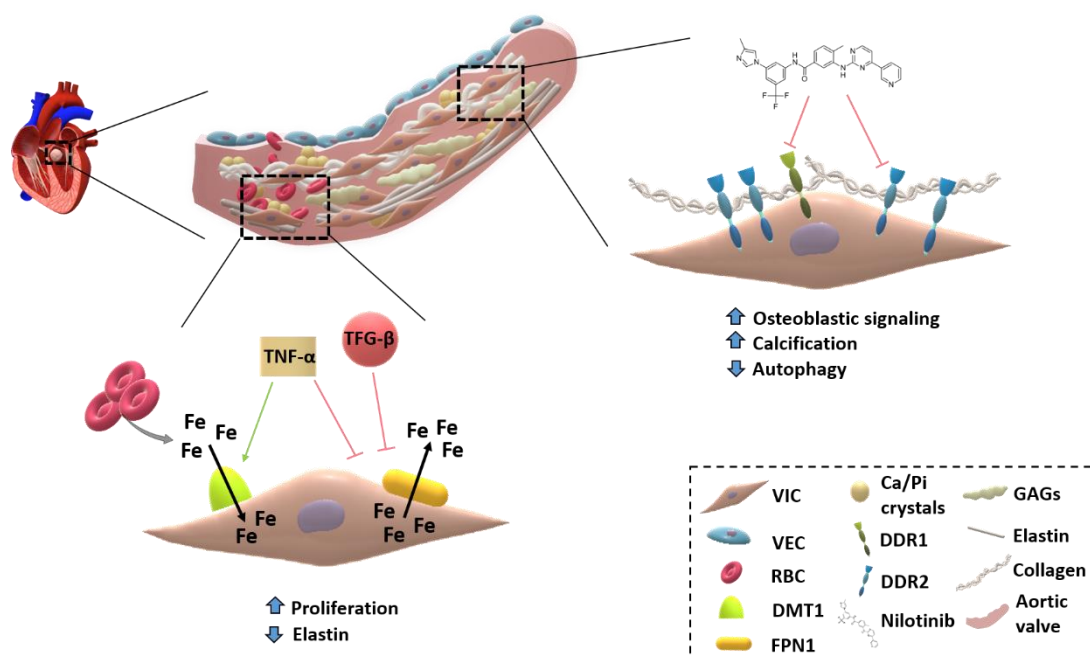 N
N
H
N
O
N
H
N
N
N
F
F
F
Osteoblastic signaling
Calcification
Autophagy
TNF-α
TFG-β
Fe
Fe
Fe
Fe
Fe
Fe
Fe
Fe
Fe
Fe
Fe
Fe
Proliferation
Elastin
VIC
VEC
RBC
DMT1
FPN1
Ca/Pi
crystals
DDR1
DDR2
Nilotinib
GAGs
Elastin
Collagen
Aortic
valve